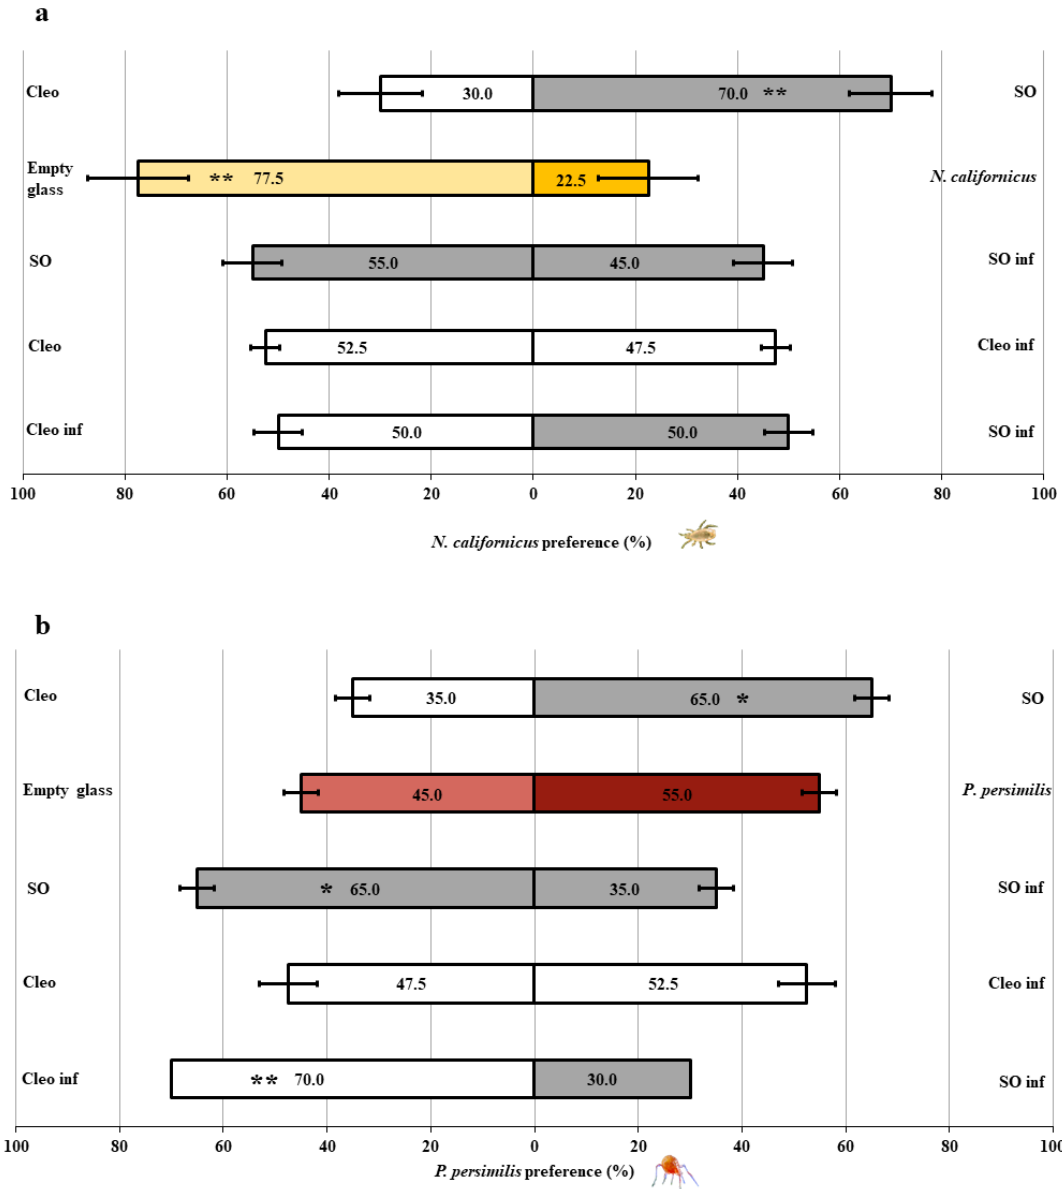 a
Cleo 30.0 70.0 ** SO
Empty glass ** 77.5 22.5 N. californicus
SO 55.0 45.0 SO inf
Cleo 52.5 47.5 Cleo inf
Cleo inf 50.0 50.0 SO inf
100 80 60 40 20 0 20 40 60 80 100
N. californicus preference (%)
b
Cleo 35.0 65.0 * SO
Empty glass 45.0 55.0 P. persimilis
SO * 65.0 35.0 SO inf
Cleo 47.5 52.5 Cleo inf
Cleo inf ** 70.0 30.0 SO inf
100 80 60 40 20 0 20 40 60 80 100
P. persimilis preference (%)